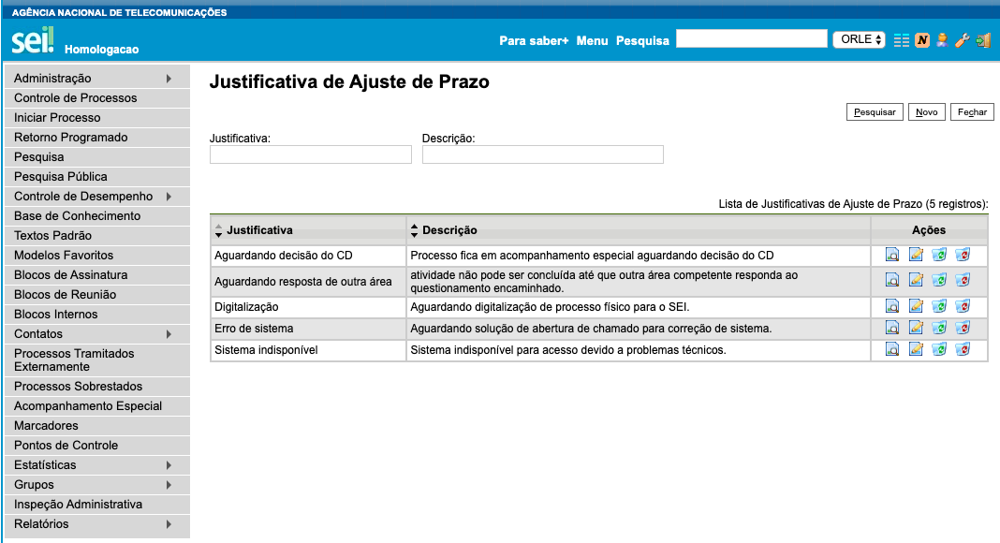 AGÊNCIA NACIONAL DE TELECOMUNICAÇÕES
sei!
Homologacao
Para saber+ Menu Pesquisa
ORLE
N
Administração
Controle de Processos
Iniciar Processo
Retorno Programado
Pesquisa
Pesquisa Pública
Controle de Desempenho
Base de Conhecimento
Textos Padrão
Modelos Favoritos
Blocos de Assinatura
Blocos de Reunião
Blocos Internos
Contatos
Processos Tramitados
Externamente
Processos Sobrestados
Acompanhamento Especial
Marcadores
Pontos de Controle
Estatísticas
Grupos
Inspeção Administrativa
Relatórios
Justificativa de Ajuste de Prazo
Pesquisar Novo Fechar
Justificativa: Descrição:
Lista de Justificativas de Ajuste de Prazo (5 registros):
Justificativa Descrição Ações
Aguardando decisão do CD Processo fica em acompanhamento especial aguardando decisão do CD
Aguardando resposta de outra área atividade não pode ser concluída até que outra área competente responda ao
questionamento encaminhado.
Digitalização Aguardando digitalização de processo físico para o SEI.
Erro de sistema Aguardando solução de abertura de chamado para correção de sistema.
Sistema indisponível Sistema indisponível para acesso devido a problemas técnicos.